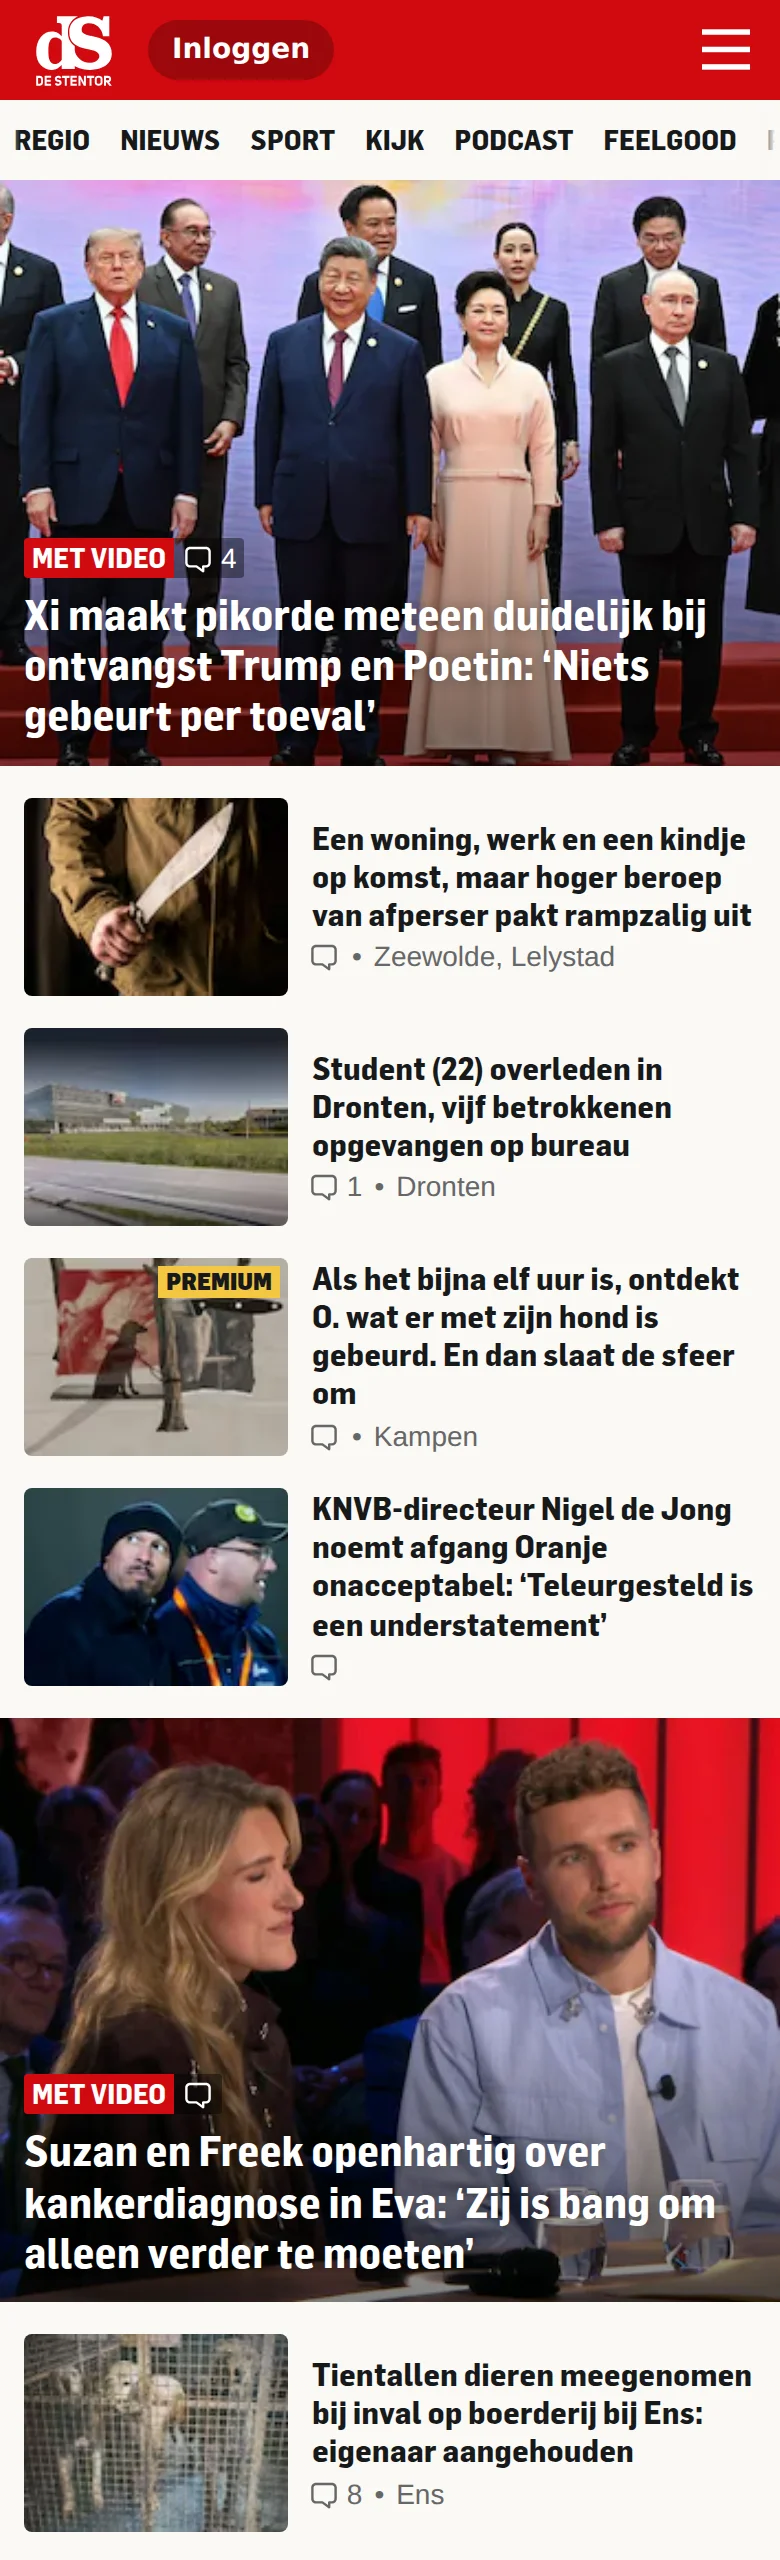 dS
DE STENTOR
Inloggen
REGIO NIEUWS SPORT KIJK PODCAST FEELGOOD
MET VIDEO 4
Xi maakt pikorde meteen duidelijk bij
ontvangst Trump en Poetin: ‘Niets
gebeurt per toeval’
Een woning, werk en een kindje
op komst, maar hoger beroep
van afperser pakt rampzalig uit
• Zeewolde, Lelystad
Student (22) overleden in
Dronten, vijf betrokkenen
opgevangen op bureau
1 • Dronten
PREMIUM
Als het bijna elf uur is, ontdekt
O. wat er met zijn hond is
gebeurd. En dan slaat de sfeer
om
• Kampen
KNVB-directeur Nigel de Jong
noemt afgang Oranje
onacceptabel: ‘Teleurgesteld is
een understatement’
MET VIDEO
Suzan en Freek openhartig over
kankerdiagnose in Eva: ‘Zij is bang om
alleen verder te moeten’
Tientallen dieren meegenomen
bij inval op boerderij bij Ens:
eigenaar aangehouden
8 • Ens